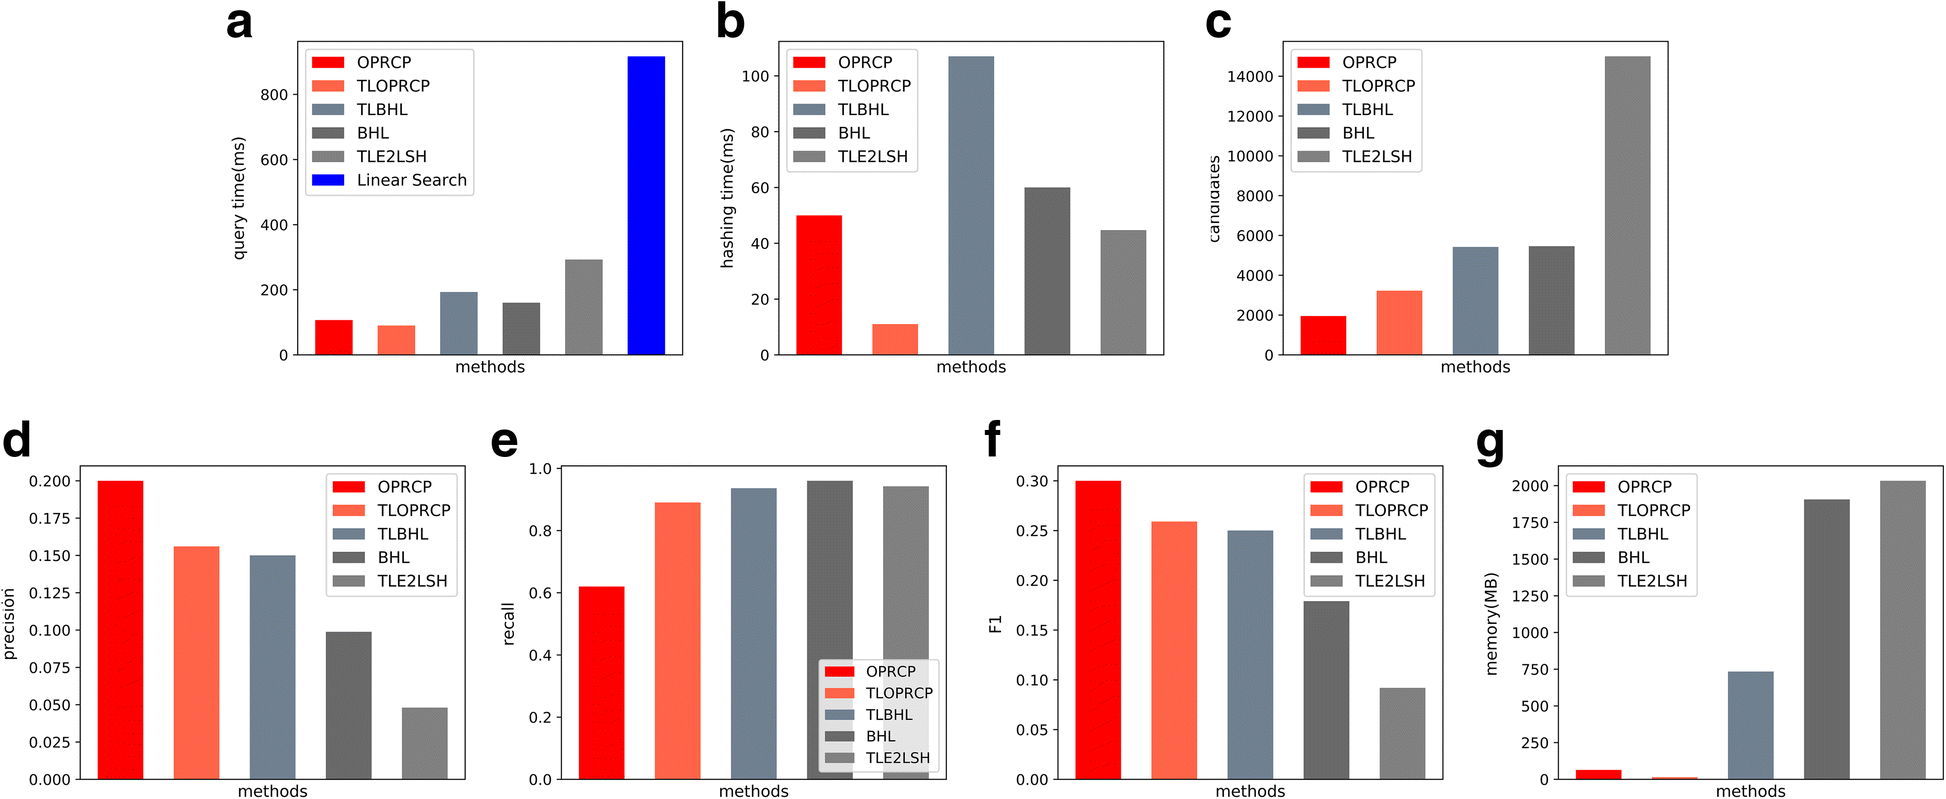 a
800
600
400
200
0
query time(ms)
OPRCP
TLOPRCP
TLBHL
BHL
TLE2LSH
Linear Search
methods
b
100
80
60
40
20
0
hashing time(ms)
OPRCP
TLOPRCP
TLBHL
BHL
TLE2LSH
methods
c
14000
12000
10000
8000
6000
4000
2000
0
candidates
OPRCP
TLOPRCP
TLBHL
BHL
TLE2LSH
methods
d
0.200
0.175
0.150
0.125
0.100
0.075
0.050
0.025
0.000
precision
OPRCP
TLOPRCP
TLBHL
BHL
TLE2LSH
methods
e
1.0
0.8
0.6
0.4
0.2
0.0
recall
OPRCP
TLOPRCP
TLBHL
BHL
TLE2LSH
methods
f
0.30
0.25
0.20
0.15
0.10
0.05
0.00
F1
OPRCP
TLOPRCP
TLBHL
BHL
TLE2LSH
methods
g
2000
1750
1500
1250
1000
750
500
250
0
memory(MB)
OPRCP
TLOPRCP
TLBHL
BHL
TLE2LSH
methods